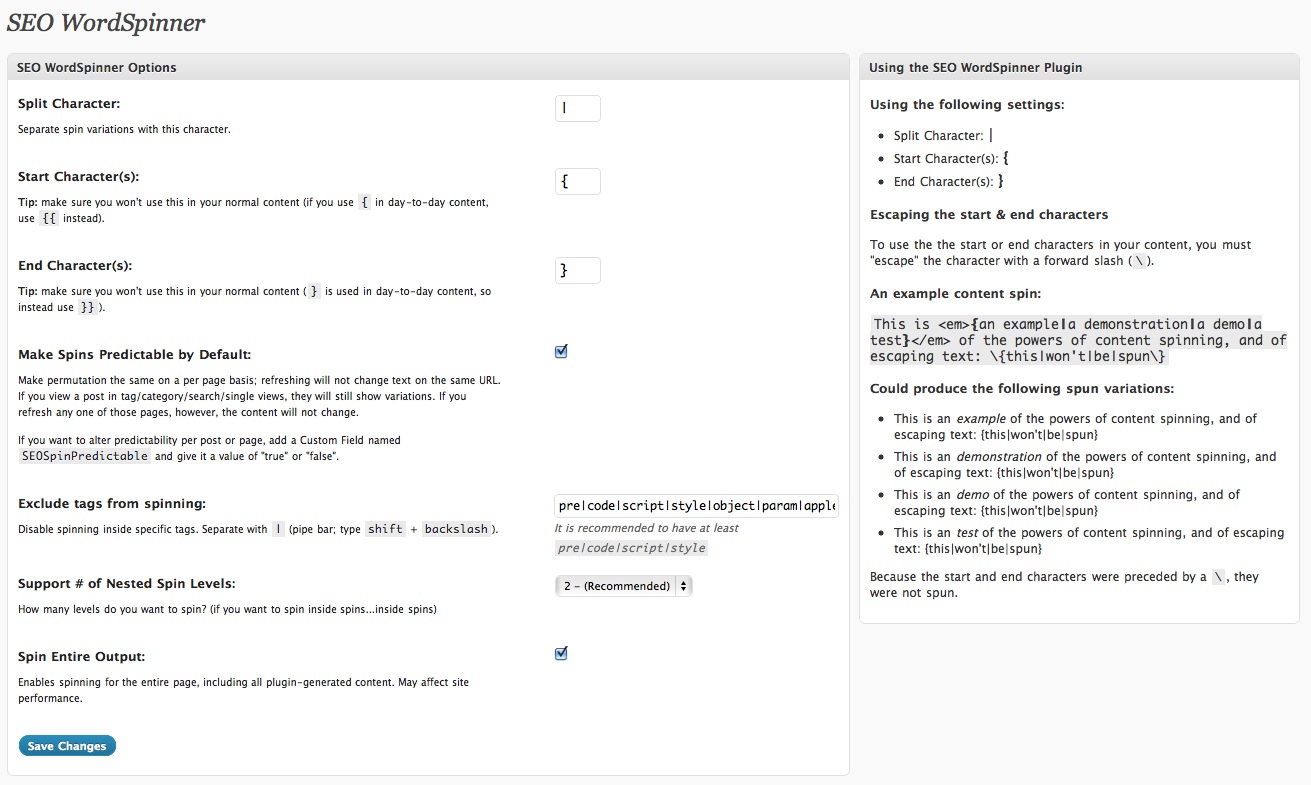 SEO WordSpinner
SEO WordSpinner Options
Split Character:
|
Separate spin variations with this character.
Start Character(s):
{
Tip: make sure you won't use this in your normal content (if you use { in day-to-day content,
use {{ instead).
End Character(s):
}
Tip: make sure you won't use this in your normal content ( } is used in day-to-day content, so
instead use }} ).
Make Spins Predictable by Default:
Make permutation the same on a per page basis; refreshing will not change text on the same URL.
If you view a post in tag/category/search/single views, they will still show variations. If you
refresh any one of those pages, however, the content will not change.
If you want to alter predictability per post or page, add a Custom Field named
SEOSpinPredictable and give it a value of "true" or "false".
Exclude tags from spinning:
pre|code|script|style|object|param|apple
Disable spinning inside specific tags. Separate with | (pipe bar; type shift + backslash ).
It is recommended to have at least
pre|code|script|style
Support # of Nested Spin Levels:
2 – (Recommended)
How many levels do you want to spin? (if you want to spin inside spins...inside spins)
Spin Entire Output:
Enables spinning for the entire page, including all plugin-generated content. May affect site
performance.
Save Changes
Using the SEO WordSpinner Plugin
Using the following settings:
• Split Character: |
• Start Character(s): {
• End Character(s): }
Escaping the start & end characters
To use the the start or end characters in your content, you must
"escape" the character with a forward slash ( \ ).
An example content spin:
This is <em>{an example|a demonstration|a demo|a
test}</em> of the powers of content spinning, and of
escaping text: \{this|won't|be|spun\}
Could produce the following spun variations:
• This is an example of the powers of content spinning, and of
escaping text: {this|won't|be|spun}
• This is an demonstration of the powers of content spinning, and
of escaping text: {this|won't|be|spun}
• This is an demo of the powers of content spinning, and of
escaping text: {this|won't|be|spun}
• This is an test of the powers of content spinning, and of escaping
text: {this|won't|be|spun}
Because the start and end characters were preceded by a \ , they
were not spun.